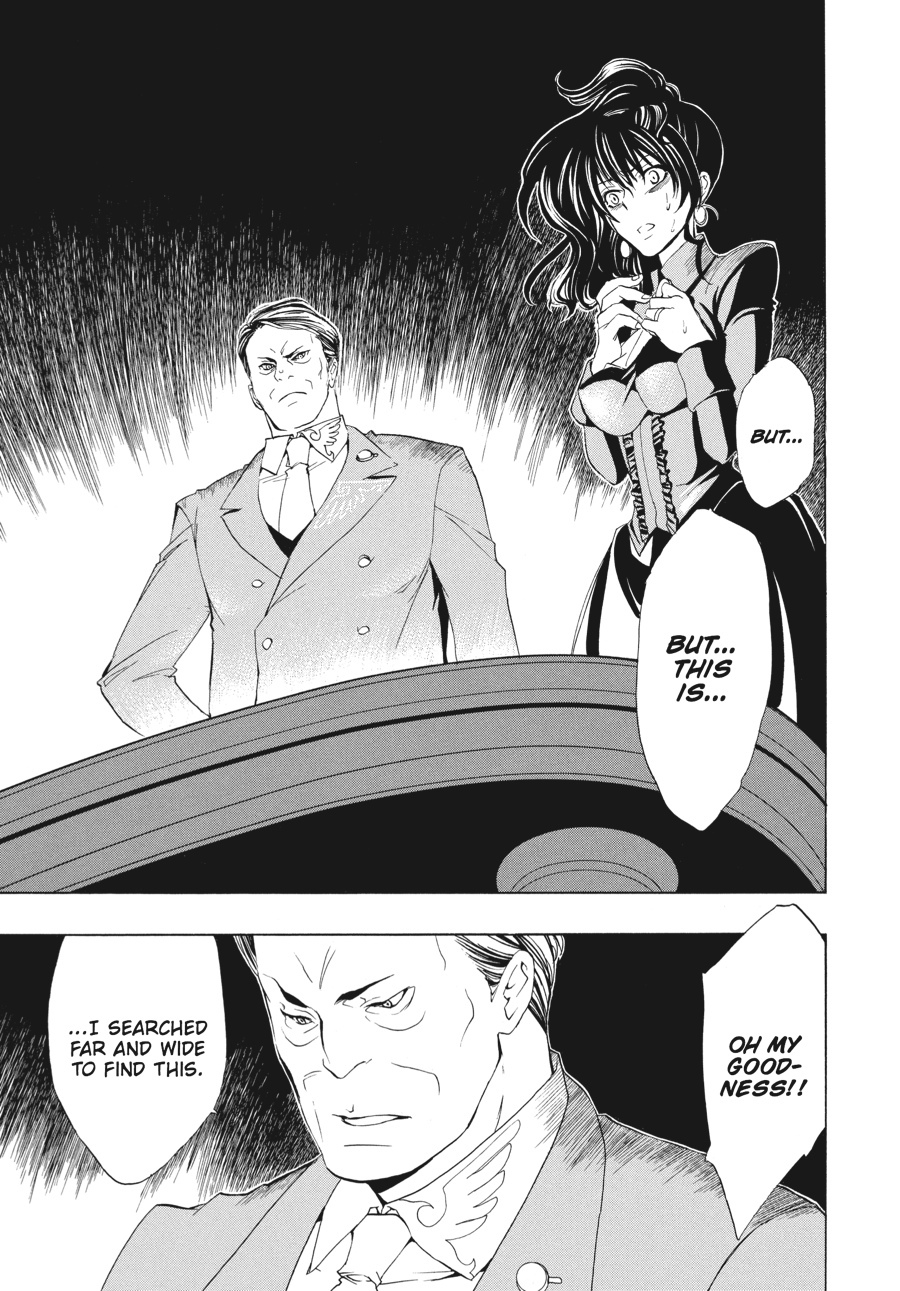 BUT...
BUT...
THIS
IS...
OH MY
GOOD-
NESS!!
...I SEARCHED
FAR AND WIDE
TO FIND THIS.